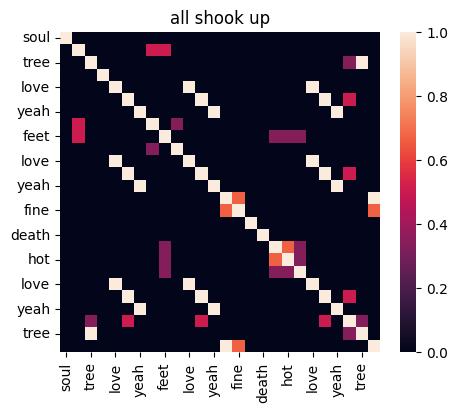 all shook up
soul
tree
love
yeah
feet
love
yeah
fine
death
hot
love
yeah
tree
1.0
0.8
0.6
0.4
0.2
0.0
soul
tree
love
yeah
feet
love
yeah
fine
death
hot
love
yeah
tree